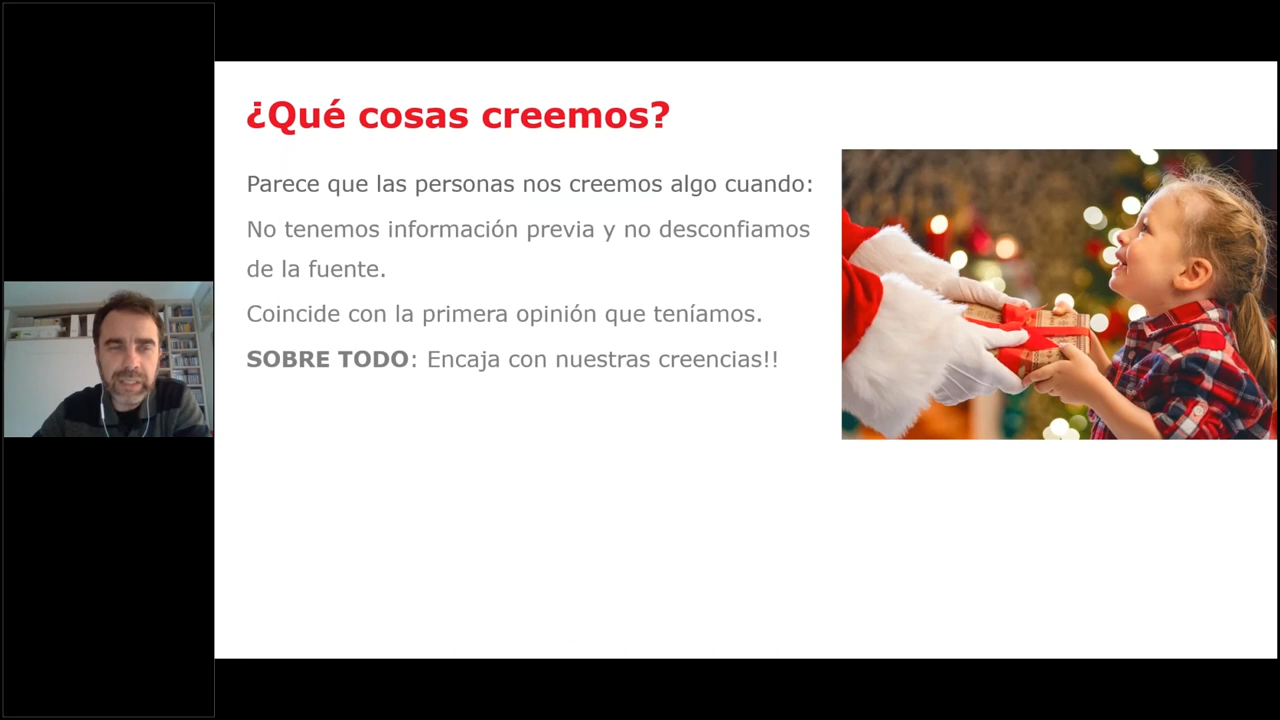 ¿Qué cosas creemos?
Parece que las personas nos creemos algo cuando:
No tenemos información previa y no desconfiamos
de la fuente.
Coincide con la primera opinión que teníamos.
SOBRE TODO: Encaja con nuestras creencias!!